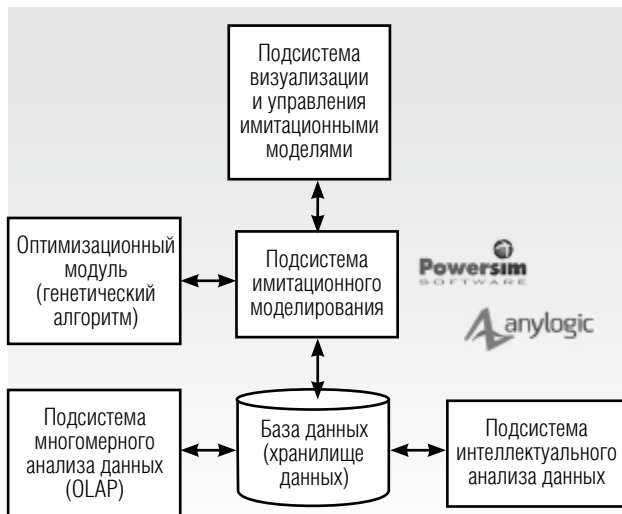 Подсистема
визуализации
и управления
имитационными
моделями
Оптимизационный
модуль
(генетический
алгоритм)
Подсистема
имитационного
моделирования
Powersim
SOFTWARE
anylogic
Подсистема
многомерного
анализа данных
(OLAP)
База данных
(хранилище
данных)
Подсистема
интеллектуального
анализа данных